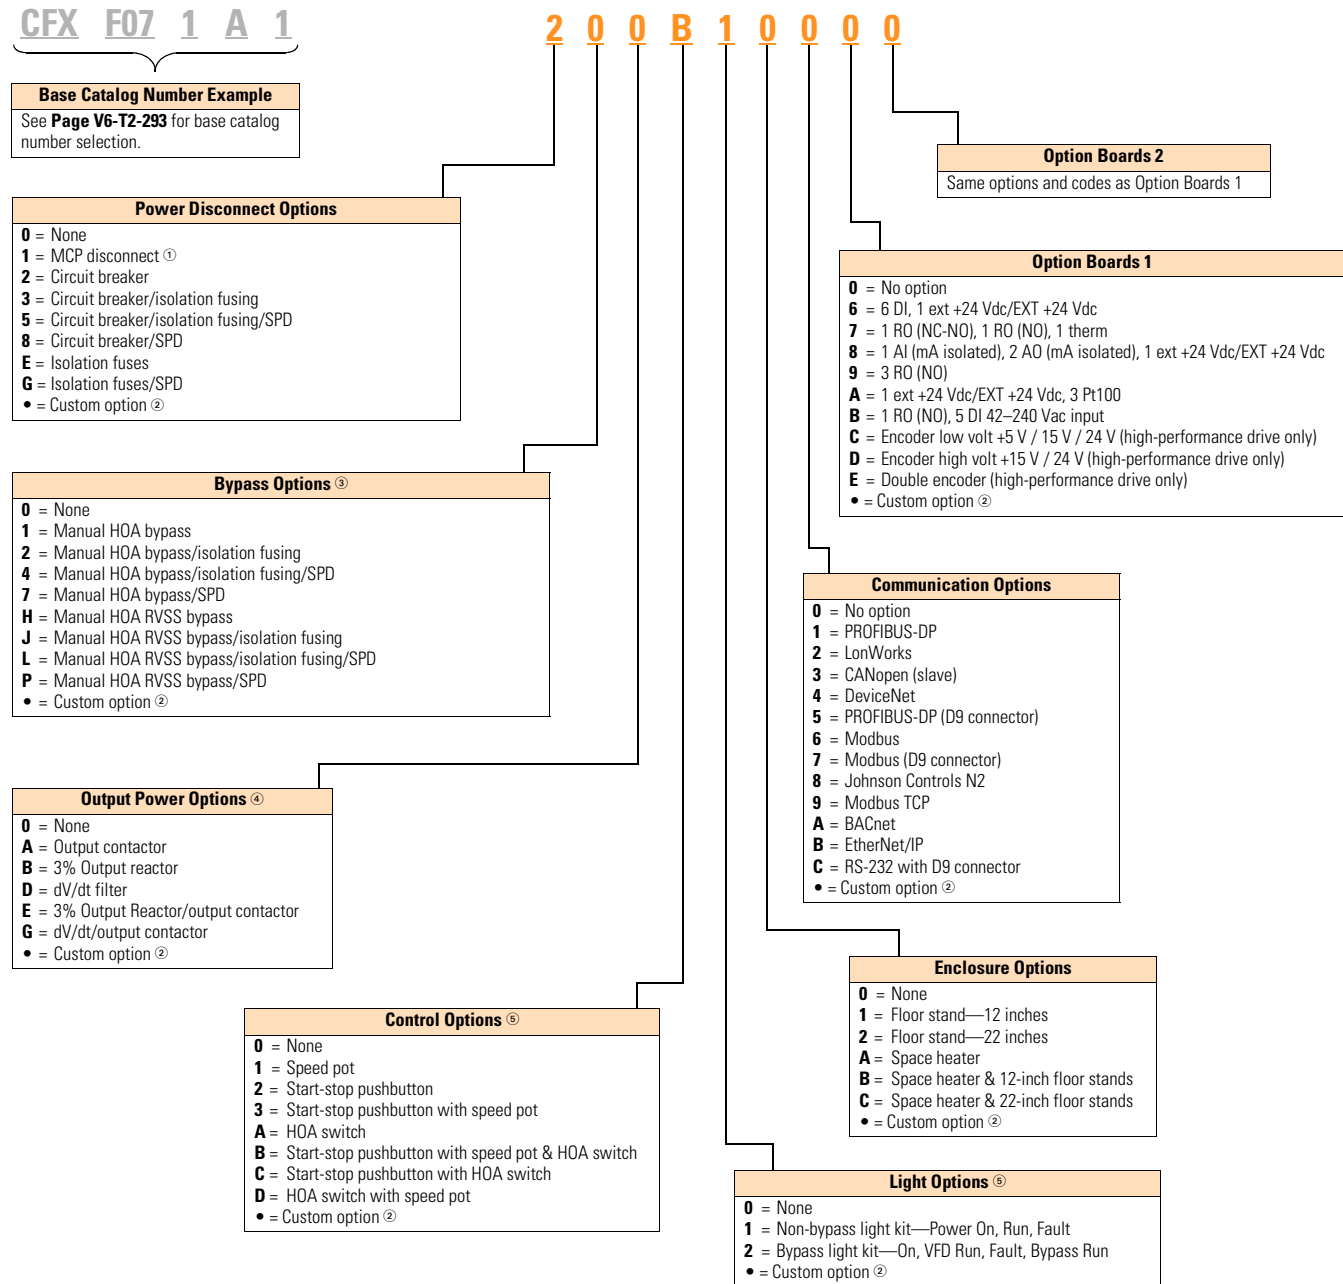 CFX F07 1 A 1
2 0 0 B 1 0 0 0 0
Base Catalog Number Example
See Page V6-T2-293 for base catalog
number selection.
Power Disconnect Options
0 = None
1 = MCP disconnect ①
2 = Circuit breaker
3 = Circuit breaker/isolation fusing
5 = Circuit breaker/isolation fusing/SPD
8 = Circuit breaker/SPD
E = Isolation fuses
G = Isolation fuses/SPD
• = Custom option ②
Bypass Options ③
0 = None
1 = Manual HOA bypass
2 = Manual HOA bypass/isolation fusing
4 = Manual HOA bypass/isolation fusing/SPD
7 = Manual HOA bypass/SPD
H = Manual HOA RVSS bypass
J = Manual HOA RVSS bypass/isolation fusing
L = Manual HOA RVSS bypass/isolation fusing/SPD
P = Manual HOA RVSS bypass/SPD
• = Custom option ②
Output Power Options ④
0 = None
A = Output contactor
B = 3% Output reactor
D = dV/dt filter
E = 3% Output Reactor/output contactor
G = dV/dt/output contactor
• = Custom option ②
Control Options ⑤
0 = None
1 = Speed pot
2 = Start-stop pushbutton
3 = Start-stop pushbutton with speed pot
A = HOA switch
B = Start-stop pushbutton with speed pot & HOA switch
C = Start-stop pushbutton with HOA switch
D = HOA switch with speed pot
• = Custom option ②
Option Boards 2
Same options and codes as Option Boards 1
Option Boards 1
0 = No option
6 = 6 DI, 1 ext +24 Vdc/EXT +24 Vdc
7 = 1 RO (NC-NO), 1 RO (NO), 1 therm
8 = 1 AI (mA isolated), 2 AO (mA isolated), 1 ext +24 Vdc/EXT +24 Vdc
9 = 3 RO (NO)
A = 1 ext +24 Vdc/EXT +24 Vdc, 3 Pt100
B = 1 RO (NO), 5 DI 42–240 Vac input
C = Encoder low volt +5 V / 15 V / 24 V (high-performance drive only)
D = Encoder high volt +15 V / 24 V (high-performance drive only)
E = Double encoder (high-performance drive only)
• = Custom option ②
Communication Options
0 = No option
1 = PROFIBUS-DP
2 = LonWorks
3 = CANopen (slave)
4 = DeviceNet
5 = PROFIBUS-DP (D9 connector)
6 = Modbus
7 = Modbus (D9 connector)
8 = Johnson Controls N2
9 = Modbus TCP
A = BACnet
B = EtherNet/IP
C = RS-232 with D9 connector
• = Custom option ②
Enclosure Options
0 = None
1 = Floor stand—12 inches
2 = Floor stand—22 inches
A = Space heater
B = Space heater & 12-inch floor stands
C = Space heater & 22-inch floor stands
• = Custom option ②
Light Options ⑤
0 = None
1 = Non-bypass light kit—Power On, Run, Fault
2 = Bypass light kit—On, VFD Run, Fault, Bypass Run
• = Custom option ②